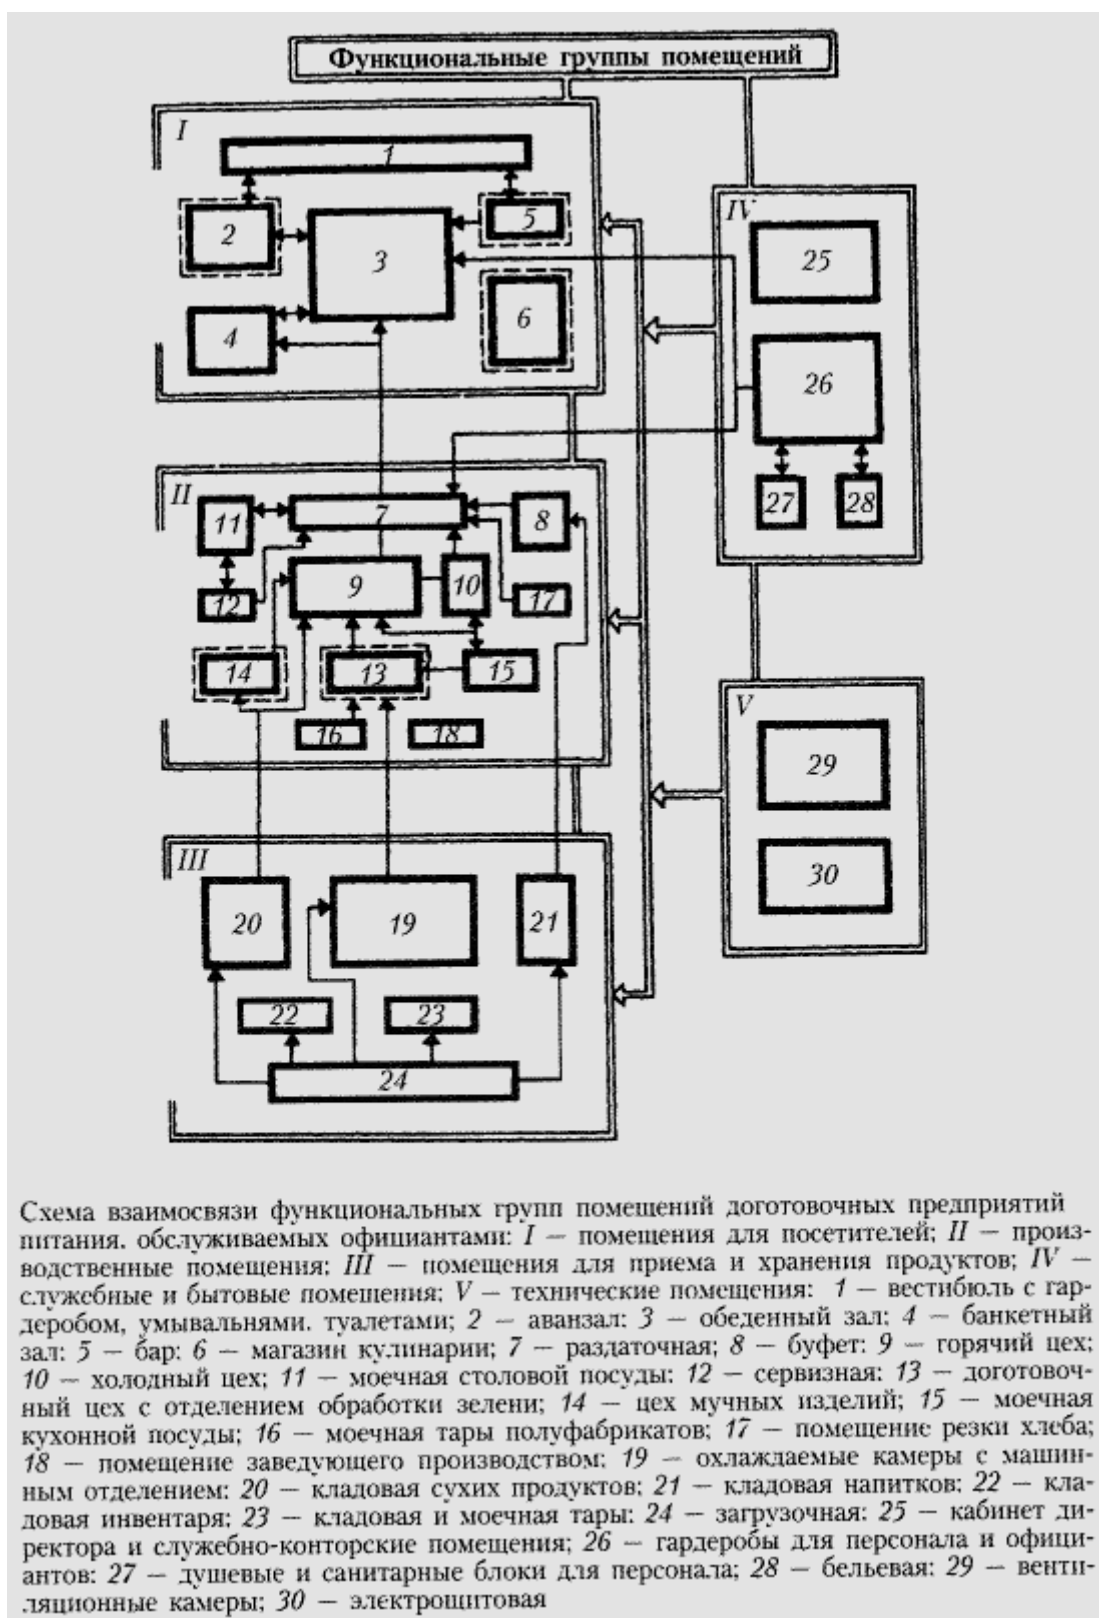 Функциональные группы помещений
I
1
2
3
5
4
6
IV
25
26
27
28
II
11
7
8
12
9
10
17
14
13
15
16
18
V
29
30
III
20
19
21
22
23
24
Схема взаимосвязи функциональных групп помещений доготовочных предприятий
питания. обслуживаемых официантами: I — помещения для посетителей; II — произ-
водственные помещения; III — помещения для приема и хранения продуктов; IV —
служебные и бытовые помещения; V — технические помещения: 1 — вестибюль с гар-
деробом, умывальнями. туалетами; 2 — аванзал: 3 — обеденный зал; 4 — банкетный
зал: 5 — бар: 6 — магазин кулинарии; 7 — раздаточная; 8 — буфет: 9 — горячий цех;
10 — холодный цех; 11 — моечная столовой посуды: 12 — сервизная: 13 — доготовоч-
ный цех с отделением обработки зелени; 14 — цех мучных изделий; 15 — моечная
кухонной посуды; 16 — моечная тары полуфабрикатов; 17 — помещение резки хлеба;
18 — помещение заведующего производством; 19 — охлаждаемые камеры с машин-
ным отделением: 20 — кладовая сухих продуктов; 21 — кладовая напитков; 22 — кла-
довая инвентаря; 23 — кладовая и моечная тары: 24 — загрузочная: 25 — кабинет ди-
ректора и служебно-конторские помещения; 26 — гардеробы для персонала и офици-
антов: 27 — душевые и санитарные блоки для персонала; 28 — бельевая: 29 — венти-
ляционные камеры; 30 — электрощитовая